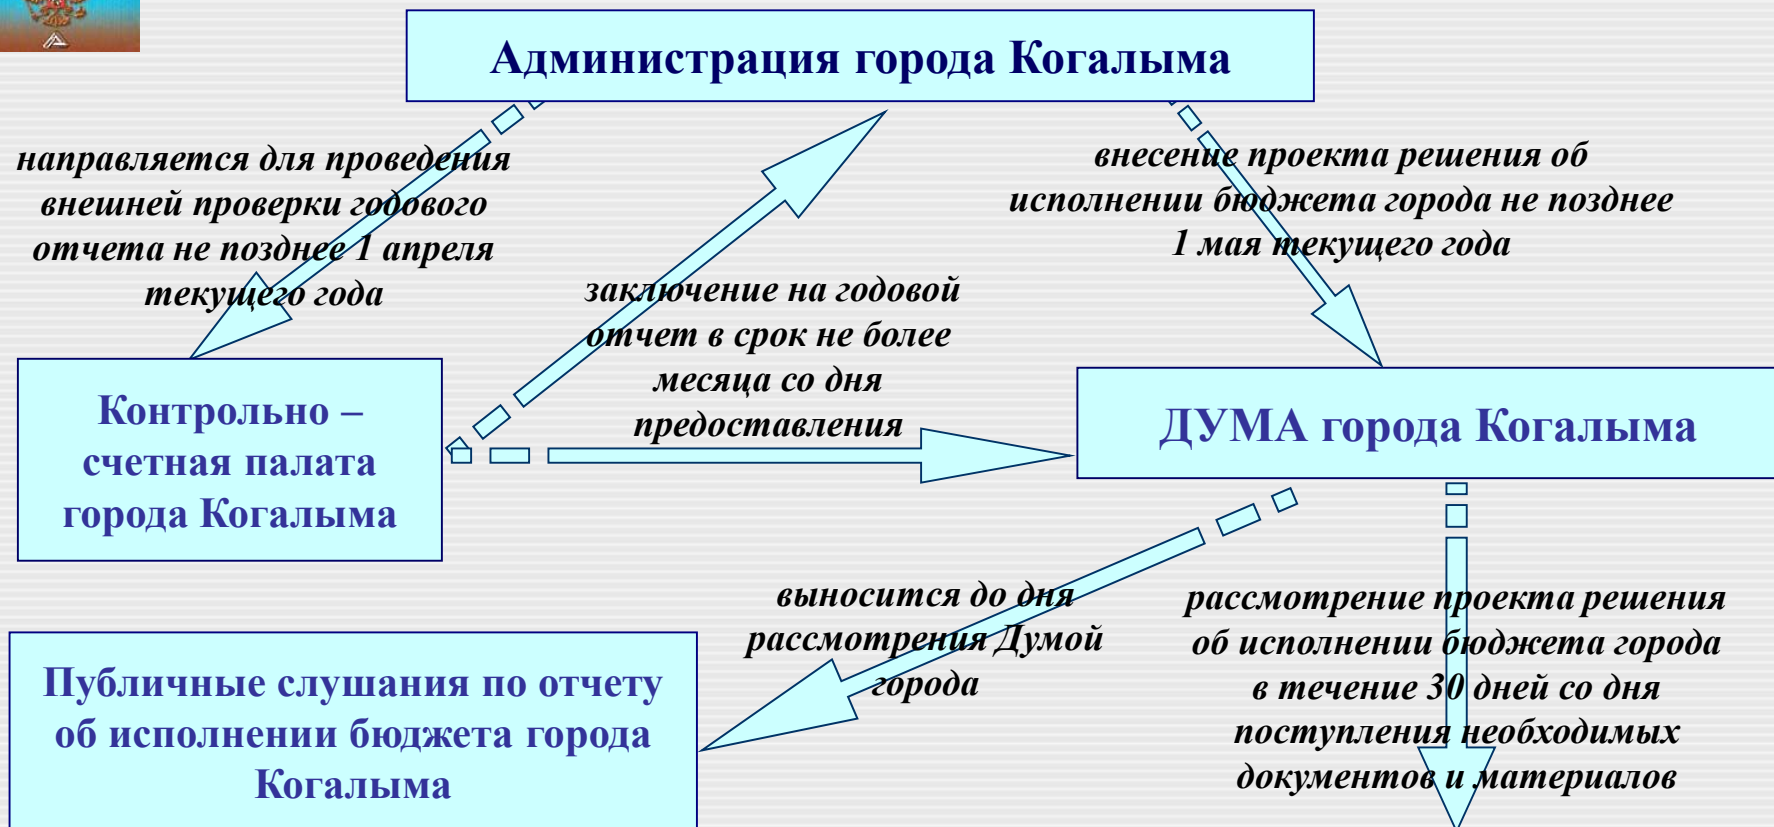 Администрация города Когалыма
направляется для проведения
внешней проверки годового
отчета не позднее 1 апреля
текущего года
внесение проекта решения об
исполнении бюджета города не позднее
1 мая текущего года
заключение на годовой
отчет в срок не более
месяца со дня
предоставления
Контрольно –
счетная палата
города Когалыма
ДУМА города Когалыма
выносится до дня
рассмотрения Думой
города
рассмотрение проекта решения
об исполнении бюджета города
в течение 30 дней со дня
поступления необходимых
документов и материалов
Публичные слушания по отчету
об исполнении бюджета города
Когалыма